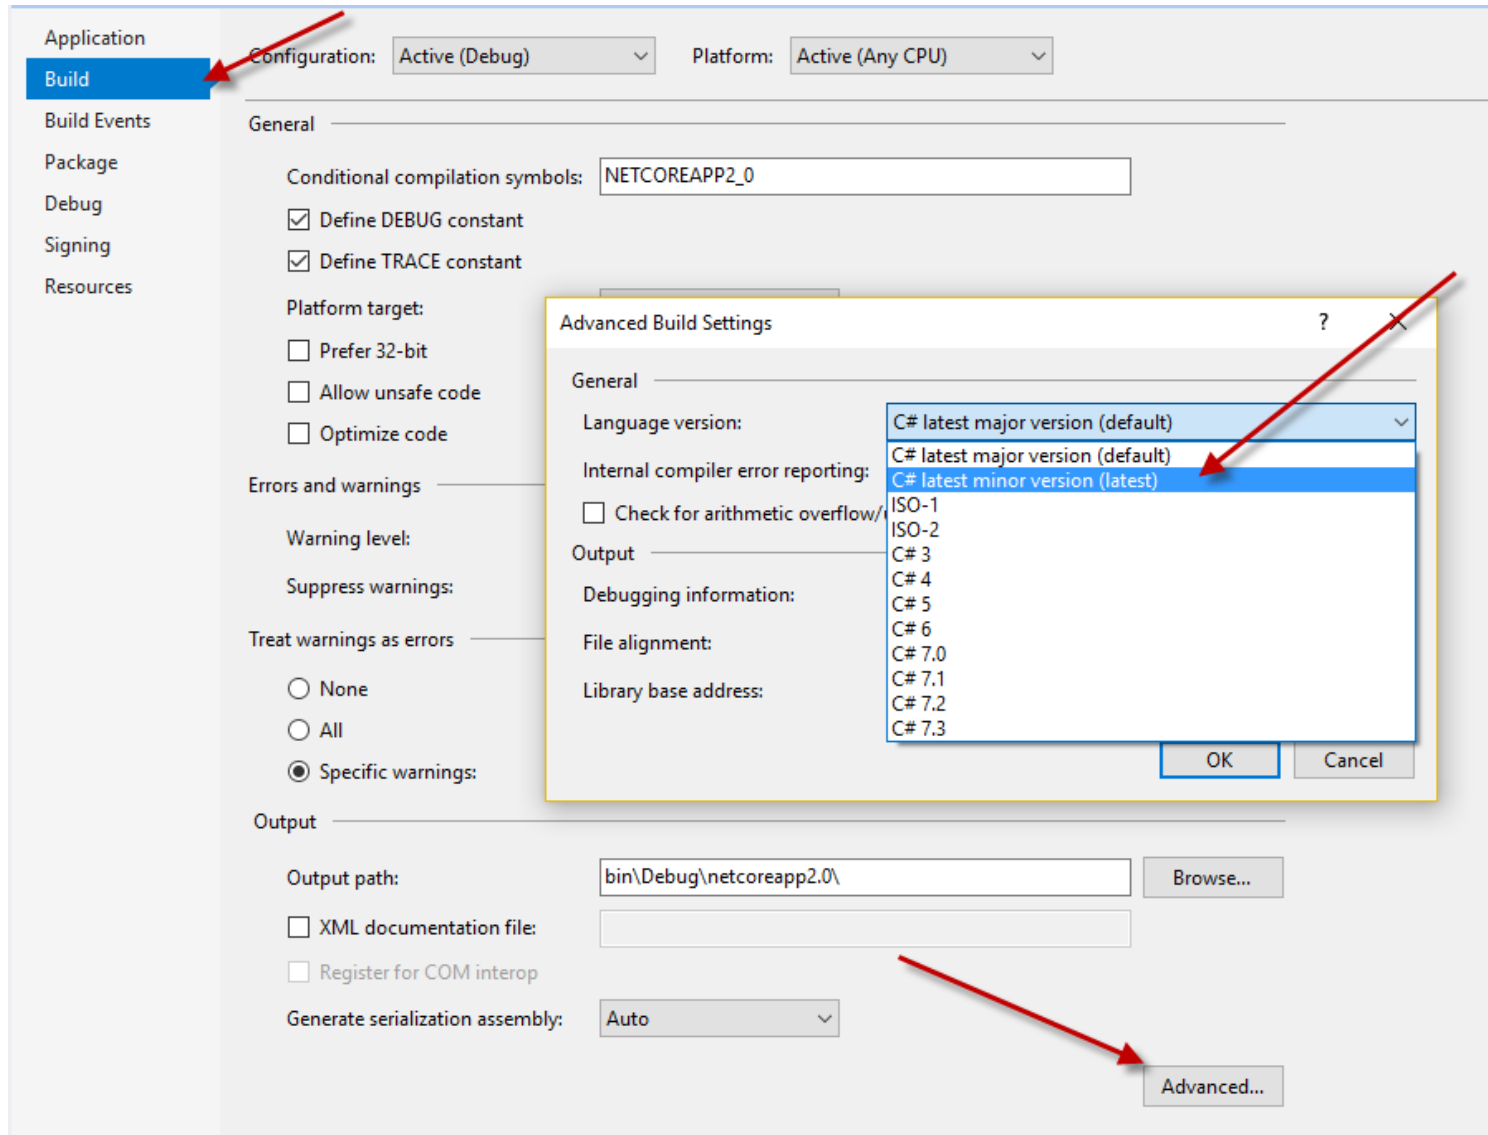 Application
Build
Build Events
Package
Debug
Signing
Resources
Configuration: Active (Debug) Platform: Active (Any CPU)
General
Conditional compilation symbols: NETCOREAPP2_0
Define DEBUG constant
Define TRACE constant
Platform target:
Prefer 32-bit
Allow unsafe code
Optimize code
Errors and warnings
Warning level:
Suppress warnings:
Treat warnings as errors
None
All
Specific warnings:
Output
Output path: bin\Debug\netcoreapp2.0\ Browse...
XML documentation file:
Register for COM interop
Generate serialization assembly: Auto
Advanced...
Advanced Build Settings ?
General
Language version: C# latest major version (default)
C# latest major version (default)
C# latest minor version (latest)
ISO-1
ISO-2
C# 3
C# 4
C# 5
C# 6
C# 7.0
C# 7.1
C# 7.2
C# 7.3
Internal compiler error reporting:
Check for arithmetic overflow/
Output
Debugging information:
File alignment:
Library base address:
OK Cancel